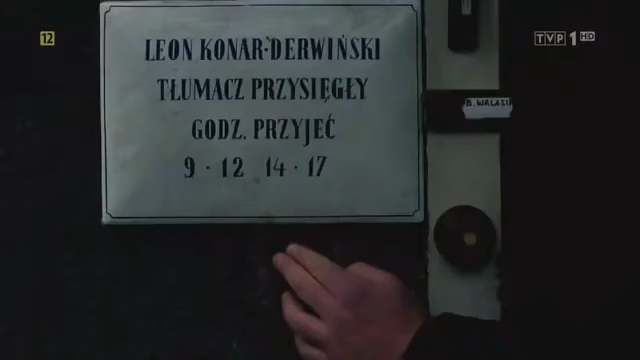 12
TVP 1 HD
LEON KONAR-DERWIŃSKI
TŁUMACZ PRZYSIĘGŁY
GODZ. PRZYJĘĆ
9 · 12 14 · 17
B.